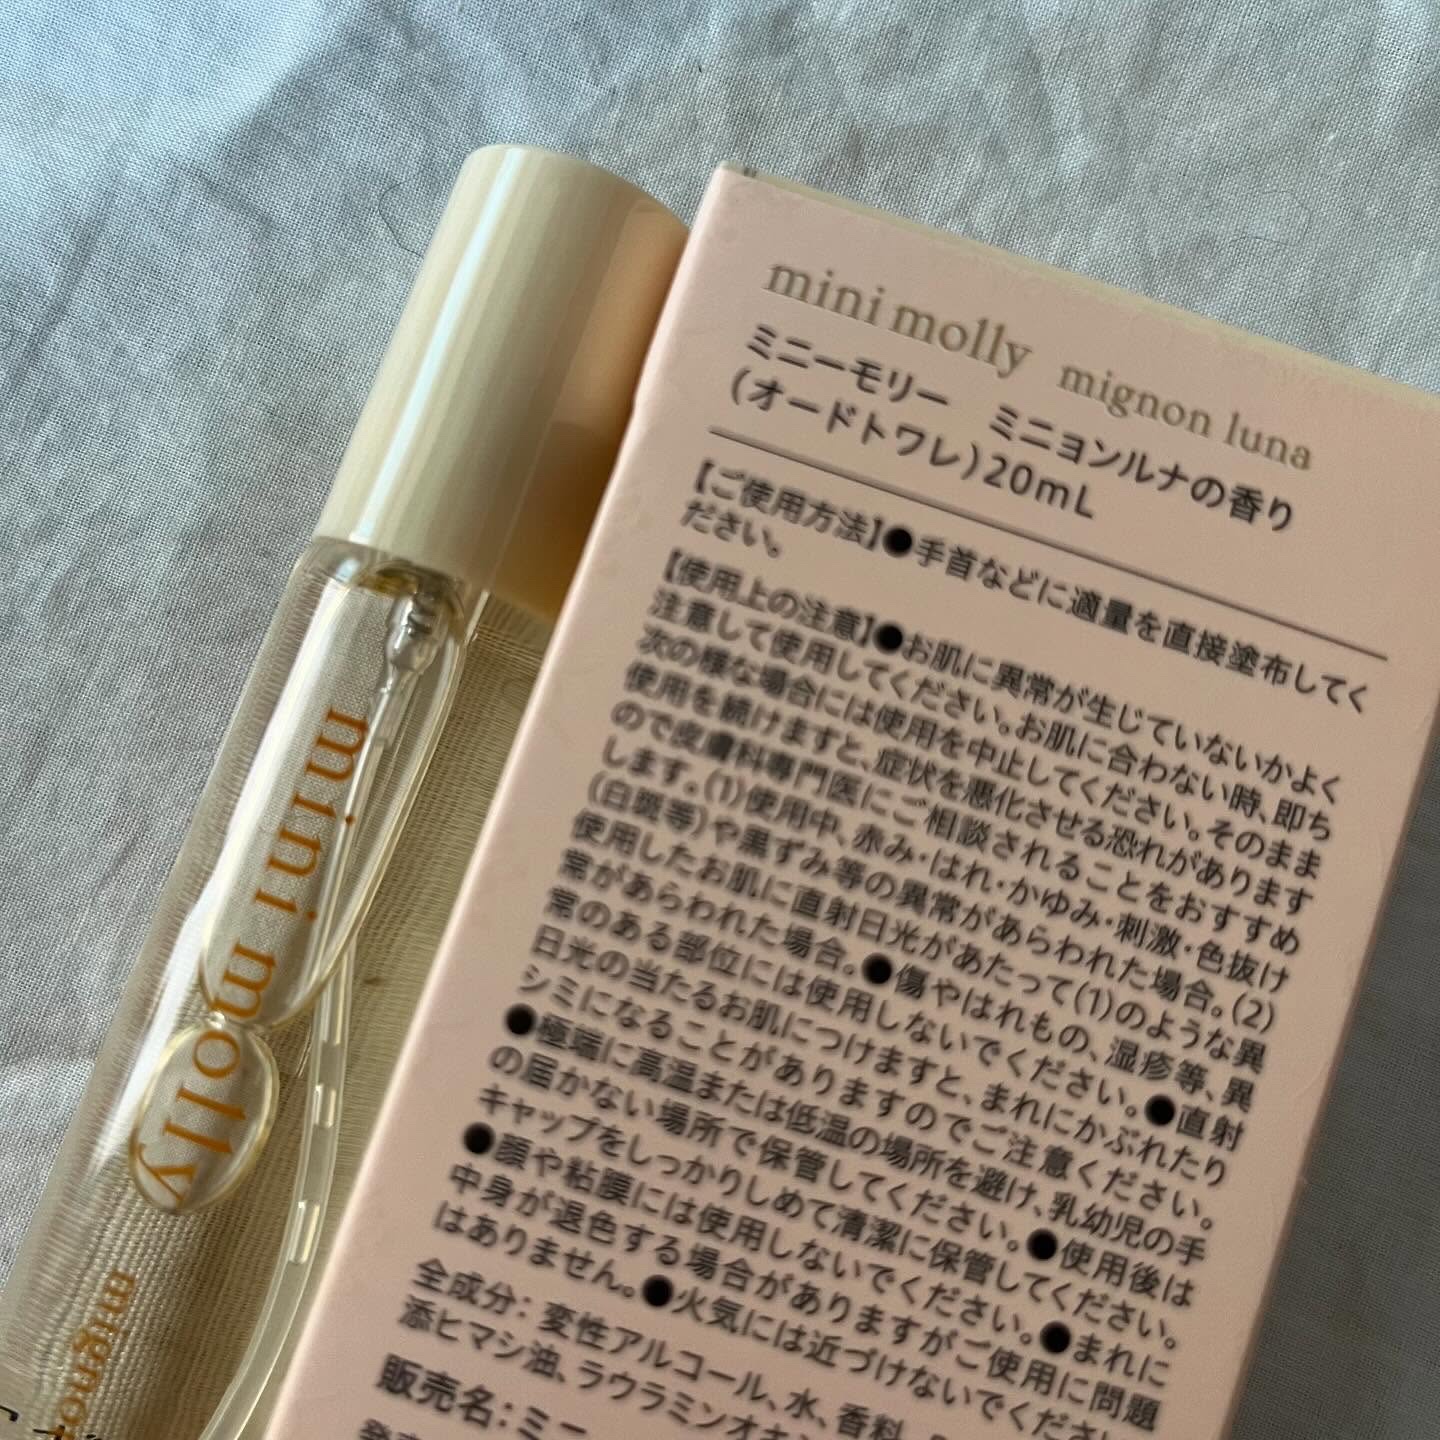 mini molly mignon luna
ミニーモリー ミニョンルナの香り
(オードトワレ)20mL
【ご使用方法】●手首などに適量を直接塗布してく
ださい。
【使用上の注意】●お肌に異常が生じていないかよく
注意して使用してください。お肌に合わない時、即ち
次の様な場合には使用を中止してください。そのまま
使用を続けますと、症状を悪化させる恐れがあります
ので皮膚科専門医にご相談されることをおすすめ
します。(1)使用中、赤み・はれ・かゆみ・刺激・色抜け
(白斑等)や黒ずみ等の異常があらわれた場合。(2)
使用したお肌に直射日光があたって(1)のような異
常があらわれた場合。●傷やはれもの、湿疹等、異
常のある部位には使用しないでください。●直射
日光の当たるお肌につけますと、まれにかぶれたり
シミになることがありますのでご注意ください。
●極端に高温または低温の場所を避け、乳幼児の手
の届かない場所で保管してください。●使用後は
キャップをしっかりしめて清潔に保管してください。
●顔や粘膜には使用しないでください。●まれに
中身が退色する場合がありますがご使用に問題
はありません。●火気には近づけないでくださ
全成分:変性アルコール、水、香料、
添ヒマシ油、ラウラミンオキ
販売名:ミー
mini molly
mignon